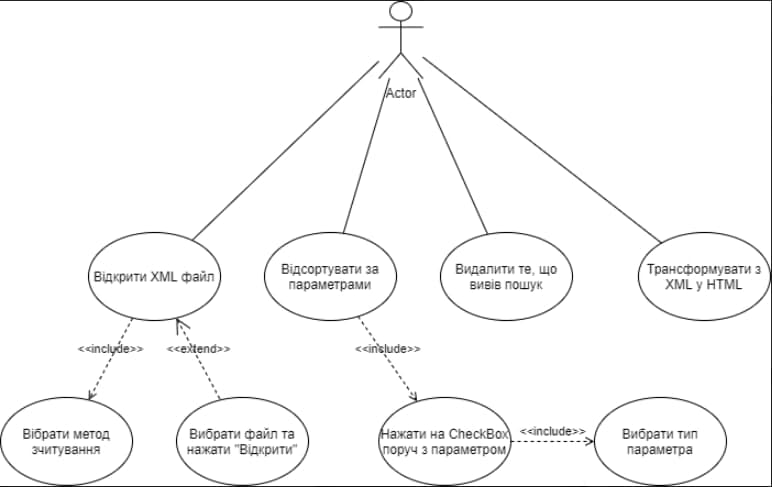 Actor
Відкрити XML файл
Відсортувати за
параметрами
Видалити те, що
вивів пошук
Трансформувати з
XML у HTML
<<include>>
<<extend>>
<<include>>
Вібрати метод
зчитування
Вибрати файл та
нажати "Відкрити"
Нажати на CheckBox
поруч з параметром
<<include>>
Вибрати тип
параметра